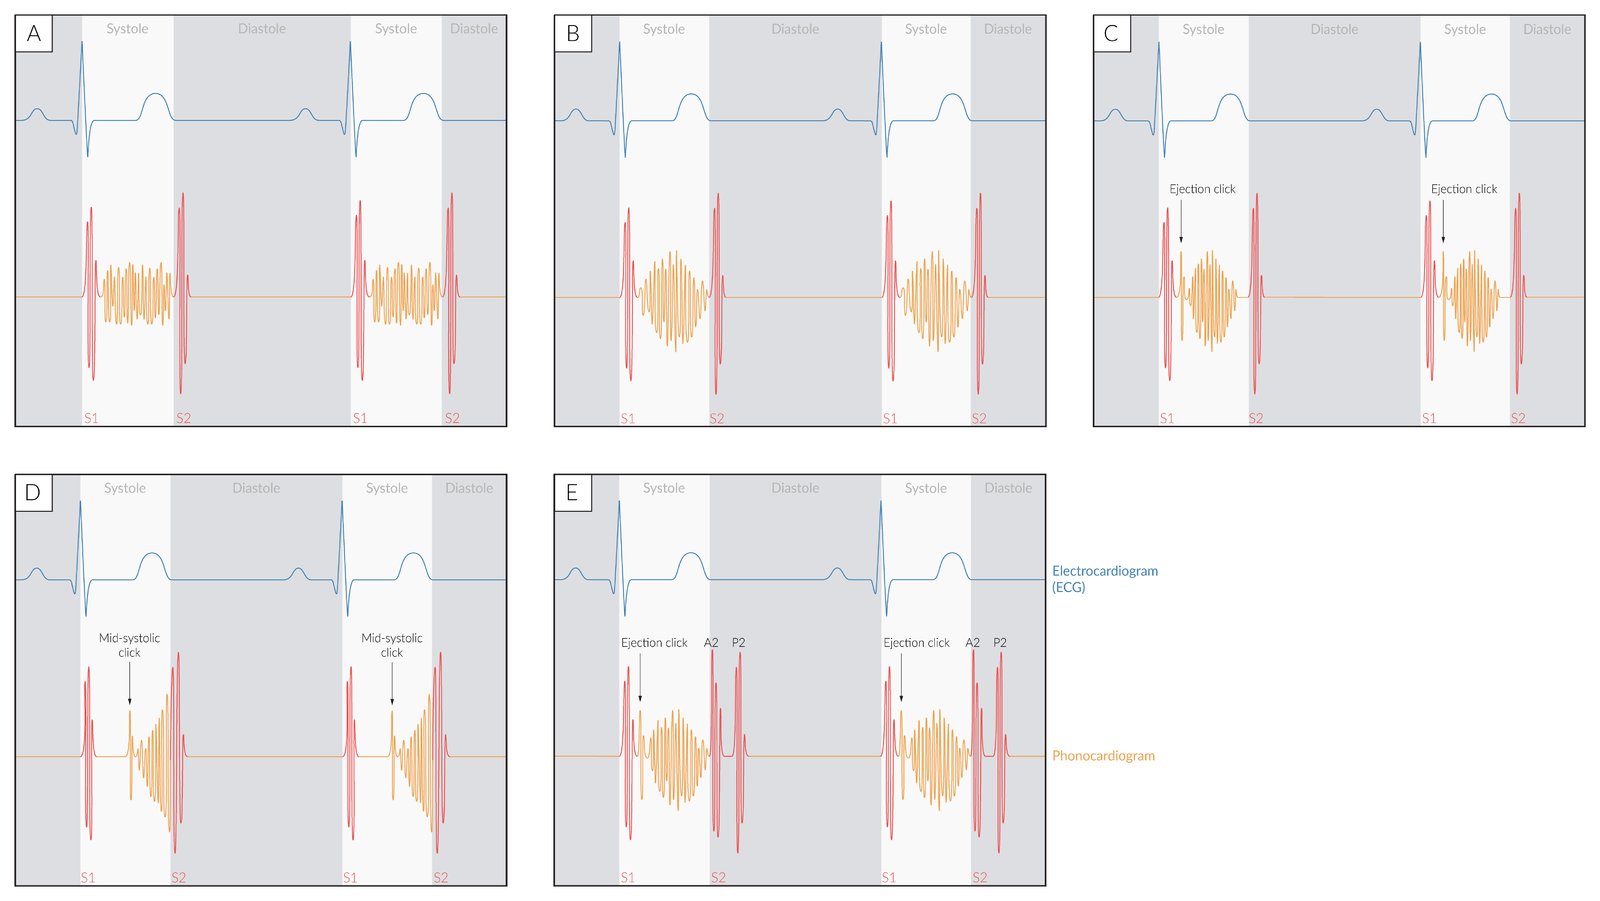 A
Systole
Diastole
Systole
Diastole
S1
S2
S1
S2
B
Systole
Diastole
Systole
Diastole
S1
S2
S1
S2
C
Systole
Diastole
Systole
Diastole
Ejection click
Ejection click
S1
S2
S1
S2
D
Systole
Diastole
Systole
Diastole
Mid-systolic
click
Mid-systolic
click
S1
S2
S1
S2
E
Systole
Diastole
Systole
Diastole
Ejection click
A2
P2
Ejection click
A2
P2
S1
S2
S1
S2
Electrocardiogram
(ECG)
Phonocardiogram